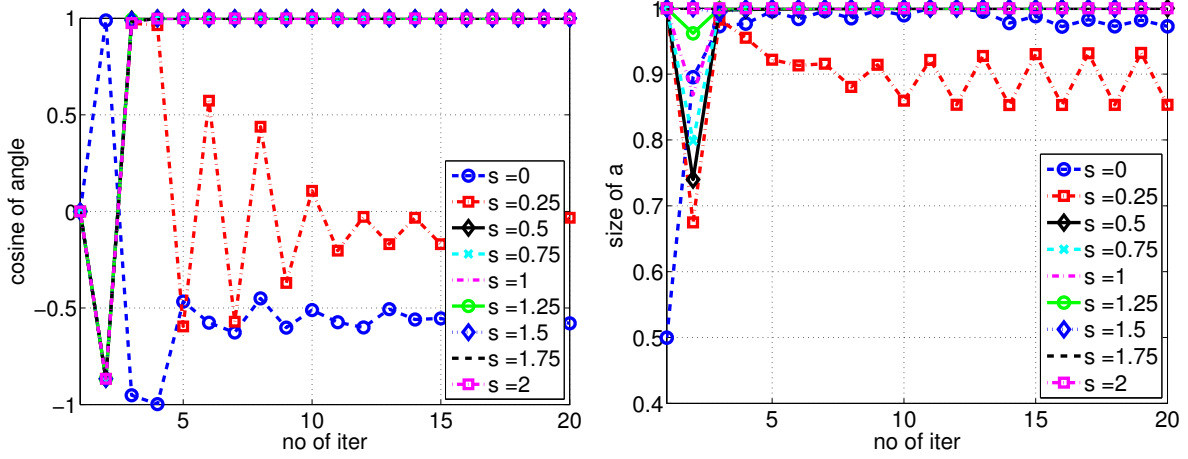 1
0.5
0
−0.5
−1
cosine of angle
5
10
15
20
no of iter
s =0
s =0.25
s =0.5
s =0.75
s =1
s =1.25
s =1.5
s =1.75
s =2
1
0.9
0.8
0.7
0.6
0.5
0.4
size of a
5
10
15
20
no of iter
s =0
s =0.25
s =0.5
s =0.75
s =1
s =1.25
s =1.5
s =1.75
s =2